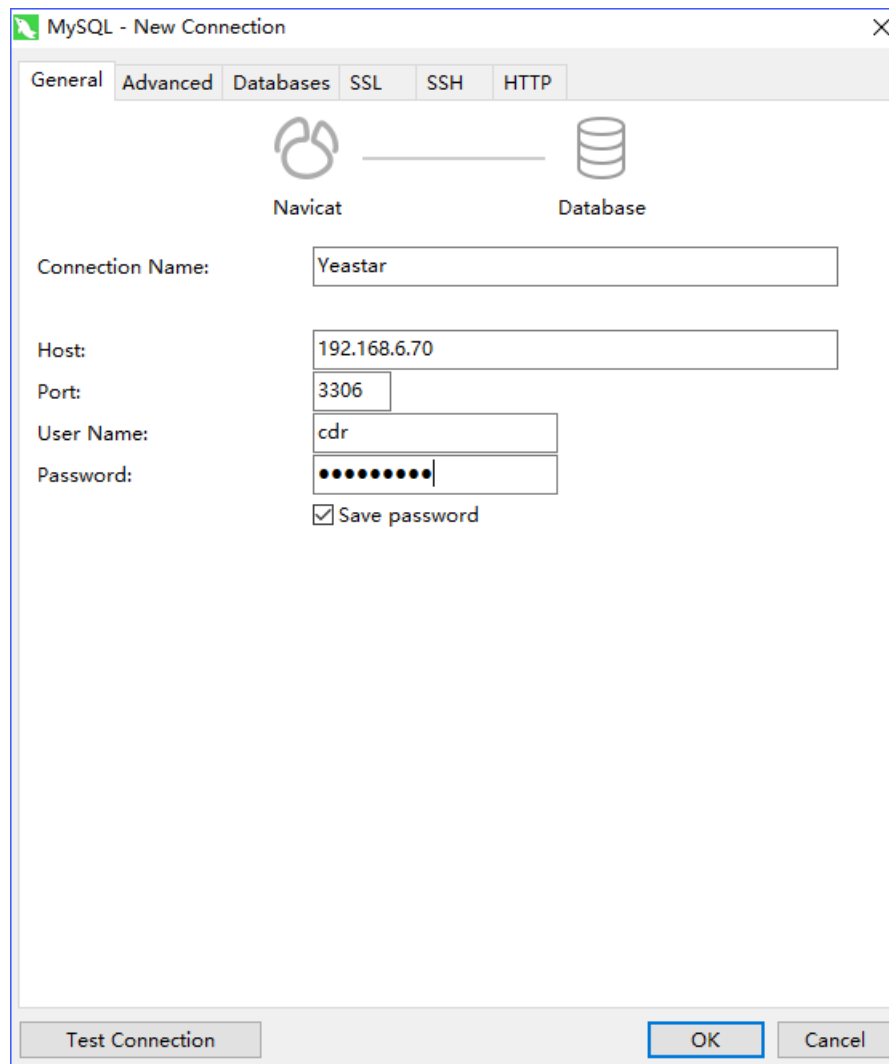 MySQL - New Connection
General Advanced Databases SSL SSH HTTP
Navicat Database
Connection Name: Yeastar
Host: 192.168.6.70
Port: 3306
User Name: cdr
Password: ●●●●●●●●●
Save password
Test Connection OK Cancel